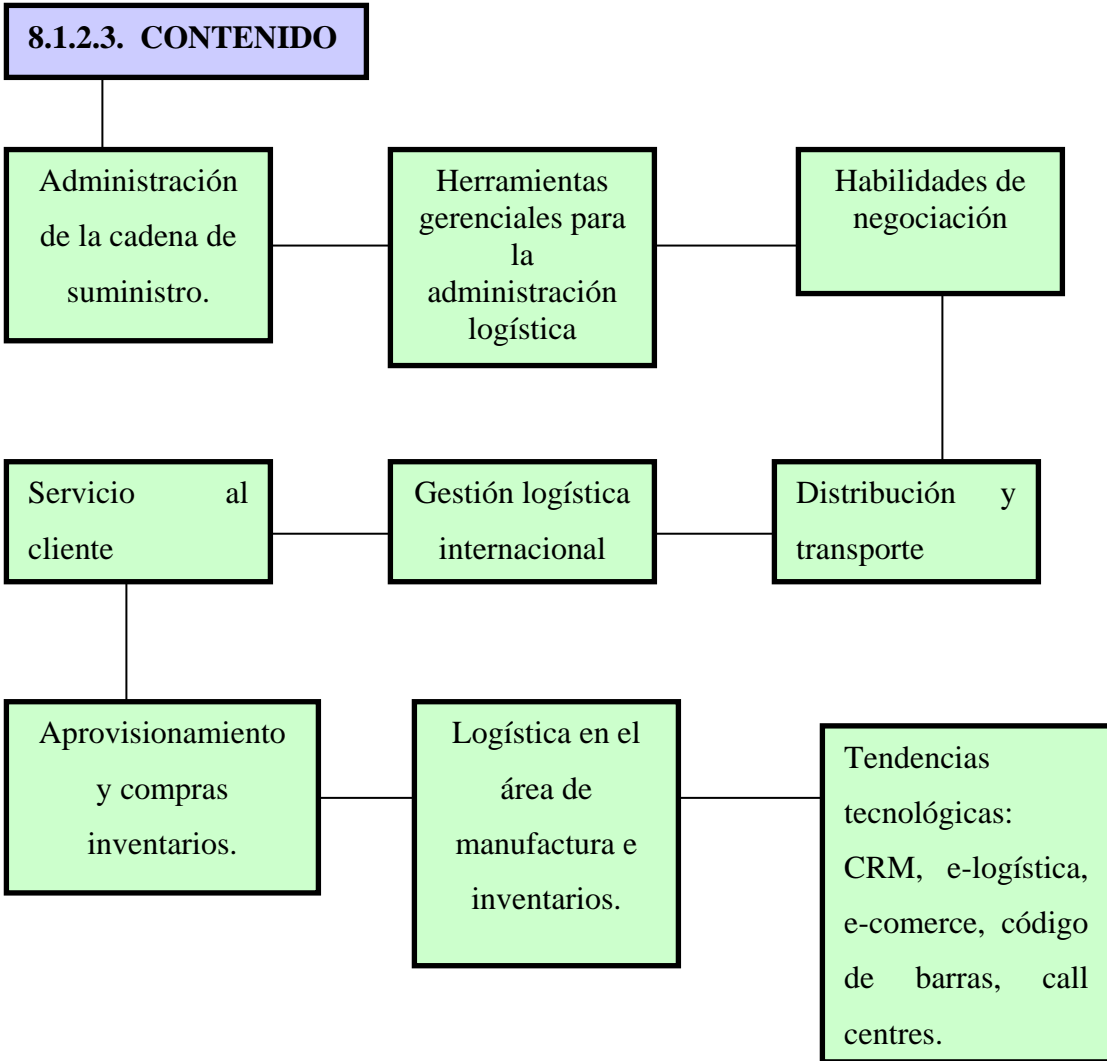 8.1.2.3. CONTENIDO
Administración
de la cadena de
suministro.
Herramientas
gerenciales para
la
administración
logística
Habilidades de
negociación
Servicio al
cliente
Gestión logística
internacional
Distribución y
transporte
Aprovisionamiento
y compras
inventarios.
Logística en el
área de
manufactura e
inventarios.
Tendencias
tecnológicas:
CRM, e-logística,
e-comerce, código
de barras, call
centres.